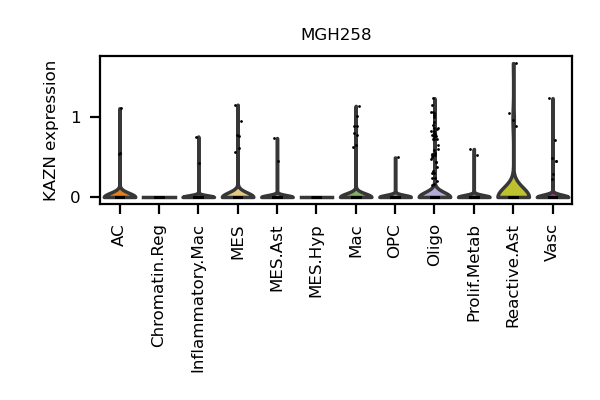 MGH258
KAZN expression
1
0
AC
Chromatin.Reg
Inflammatory.Mac
MES
MES.Ast
MES.Hyp
Mac
OPC
Oligo
Prolif.Metab
Reactive.Ast
Vasc